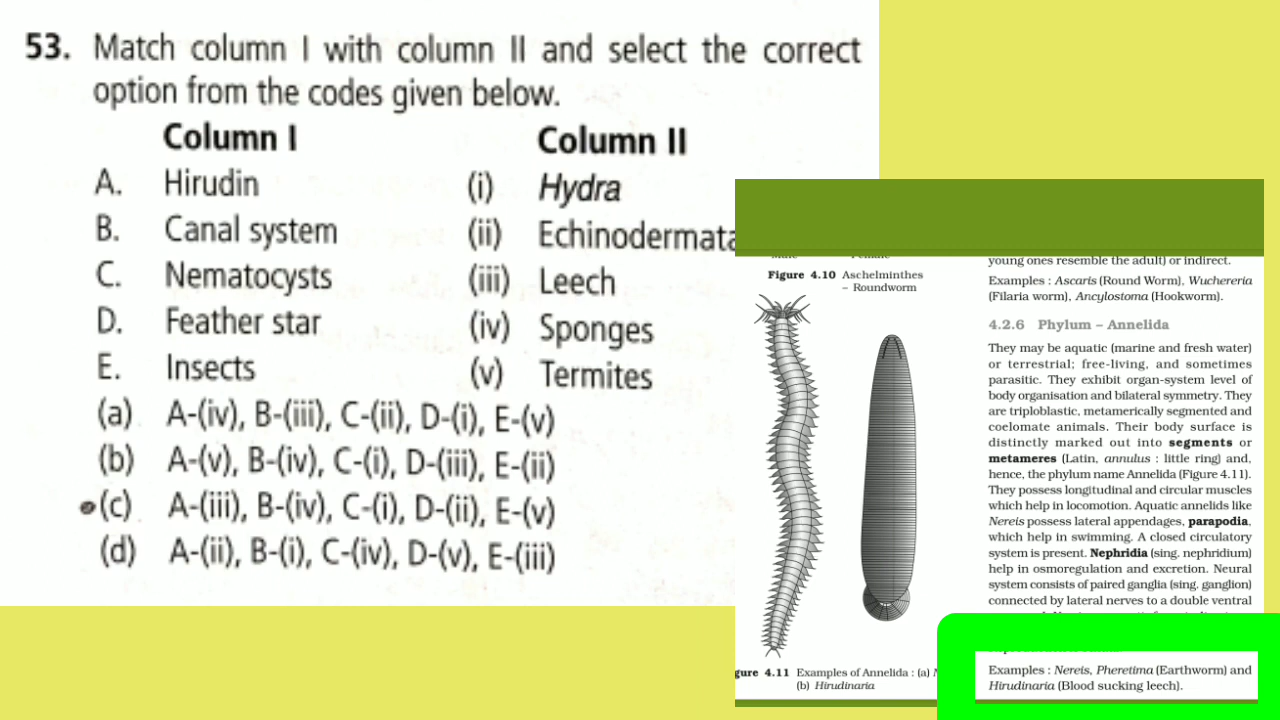 53. Match column I with column II and select the correct
option from the codes given below.
Column I Column II
A. Hirudin (i) Hydra
B. Canal system (ii) Echinodermata
C. Nematocysts (iii) Leech
D. Feather star (iv) Sponges
E. Insects (v) Termites
(a) A-(iv), B-(iii), C-(ii), D-(i), E-(v)
(b) A-(v), B-(iv), C-(i), D-(iii), E-(ii)
(c) A-(iii), B-(iv), C-(i), D-(ii), E-(v)
(d) A-(ii), B-(i), C-(iv), D-(v), E-(iii)
Figure 4.10 Aschelminthes
– Roundworm
gure 4.11 Examples of Annelida : (a)
(b) Hirudinaria
young ones resemble the adult) or indirect.
Examples : Ascaris (Round Worm), Wuchereria
(Filaria worm), Ancylostoma (Hookworm).
4.2.6 Phylum – Annelida
They may be aquatic (marine and fresh water)
or terrestrial; free-living, and sometimes
parasitic. They exhibit organ-system level of
body organisation and bilateral symmetry. They
are triploblastic, metamerically segmented and
coelomate animals. Their body surface is
distinctly marked out into segments or
metameres (Latin, annulus : little ring) and,
hence, the phylum name Annelida (Figure 4.11).
They possess longitudinal and circular muscles
which help in locomotion. Aquatic annelids like
Nereis possess lateral appendages, parapodia,
which help in swimming. A closed circulatory
system is present. Nephridia (sing. nephridium)
help in osmoregulation and excretion. Neural
system consists of paired ganglia (sing. ganglion)
connected by lateral nerves to a double ventral
Examples : Nereis, Pheretima (Earthworm) and
Hirudinaria (Blood sucking leech).